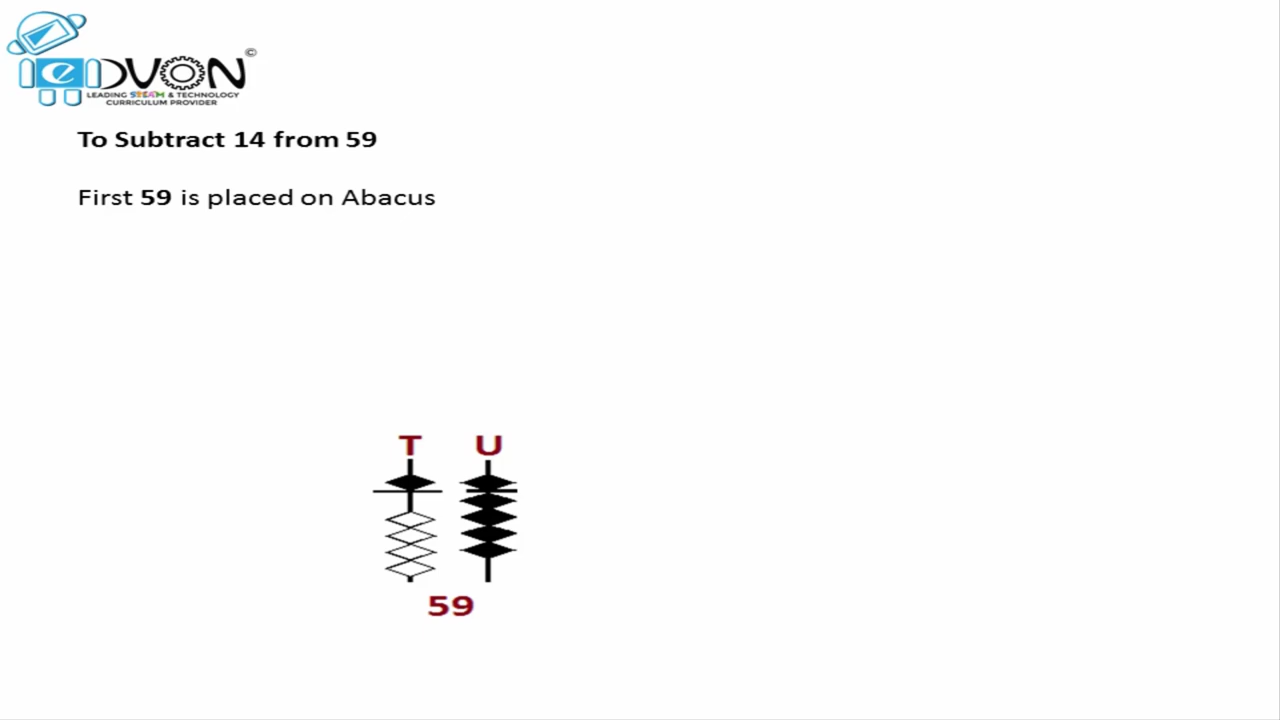 ©
eDVON
LEADING STEAM & TECHNOLOGY
CURRICULUM PROVIDER
To Subtract 14 from 59
First 59 is placed on Abacus
T U
59